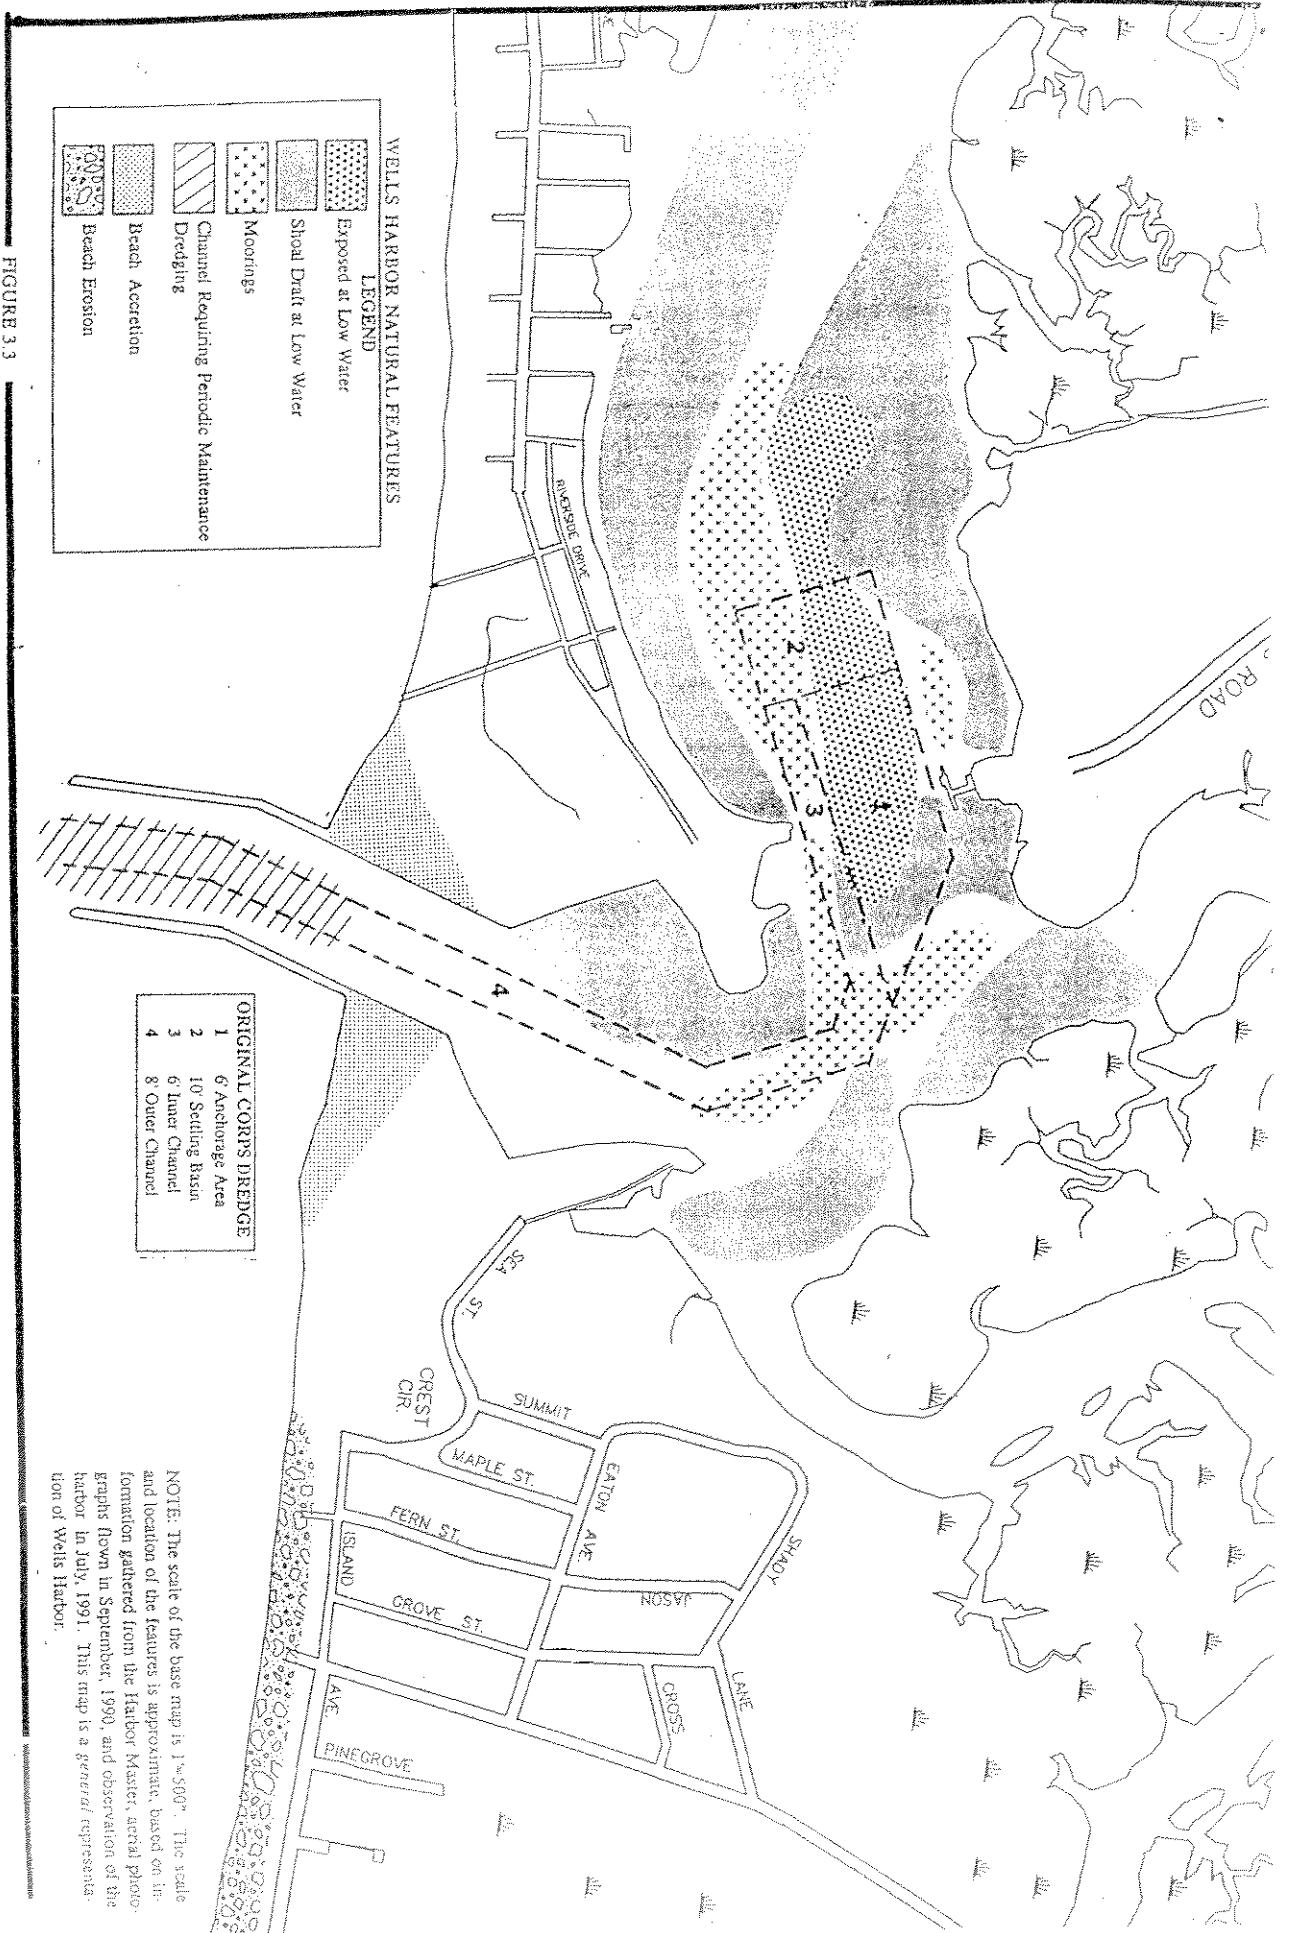 WELLS HARBOR NATURAL FEATURES
LEGEND
Exposed at Low Water
Shoal Draft at Low Water
Moorings
Channel Requiring Periodic Maintenance
Dredging
Beach Accretion
Beach Erosion
FIGURE 3.3
ROAD
RIVERSIDE DRIVE
1
2
3
4
ORIGINAL CORPS DREDGE
1 6' Anchorage Area
2 10' Settling Basin
3 6' Inner Channel
4 8' Outer Channel
SEA ST.
CREST
CIR.
SUMMIT
MAPLE ST.
EATON AVE.
SHADY
LANE
FERN ST.
JASON
ISLAND
AVE.
GROVE ST.
CROSS
PINEGROVE
NOTE: The scale of the base map is 1"=500". The scale
and location of the features is approximate, based on in-
formation gathered from the Harbor Master, aerial photo-
graphs flown in September, 1990, and observation of the
harbor in July, 1991. This map is a general representa-
tion of Wells Harbor.